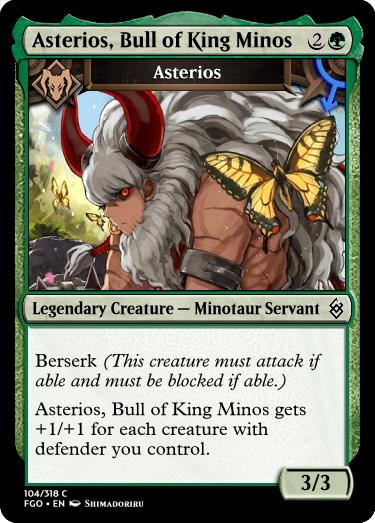 Asterios, Bull of King Minos 2
Asterios
Legendary Creature — Minotaur Servant
Berserk (This creature must attack if
able and must be blocked if able.)
Asterios, Bull of King Minos gets
+1/+1 for each creature with
defender you control.
3/3
104/318 C
FGO • EN Shimadoriru